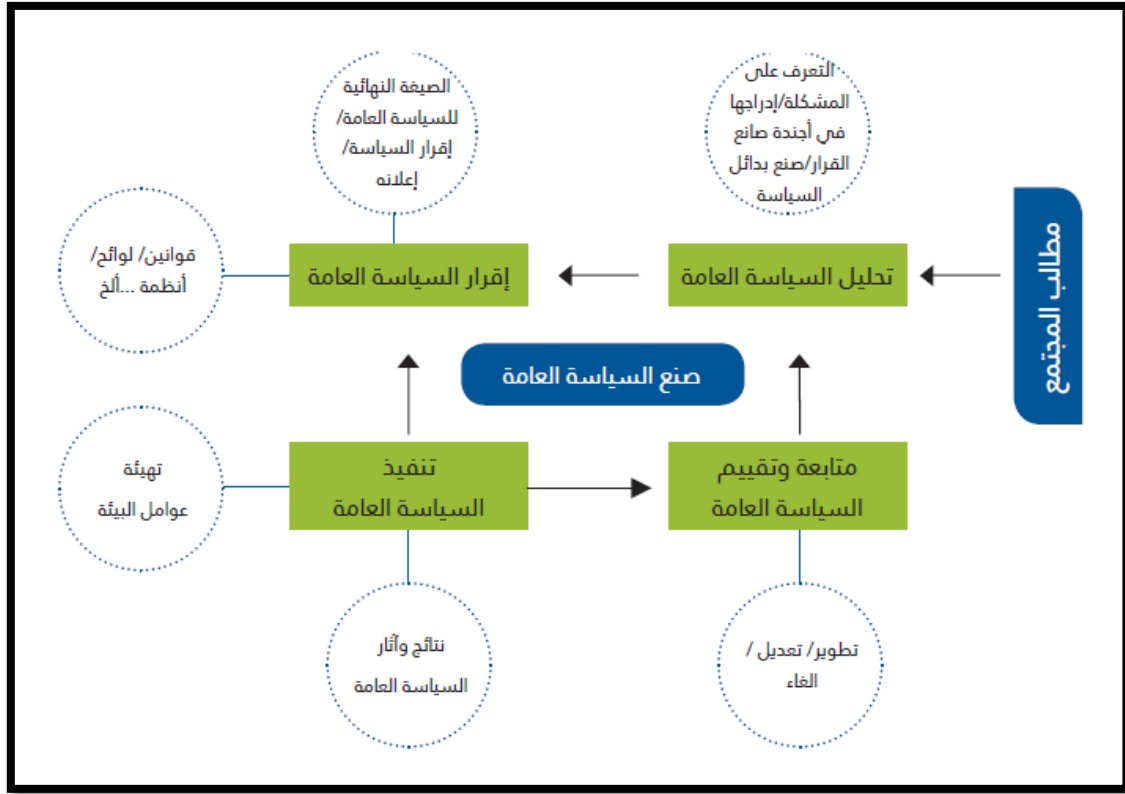 التعرف على
المشكلة/إدراجها
في أجندة صانع
القرار/صنع بدائل
السياسة
الصيغة النهائية
للسياسة العامة/
إقرار السياسة/
إعلانه
مطالب المجتمع
تحليل السياسة العامة
إقرار السياسة العامة
قوانين/ لوائح/
أنظمة ...ألخ
صنع السياسة العامة
متابعة وتقييم
السياسة العامة
تنفيذ
السياسة العامة
تهيئة
عوامل البيئة
تطوير/ تعديل /
الغاء
نتائج وآثار
السياسة العامة